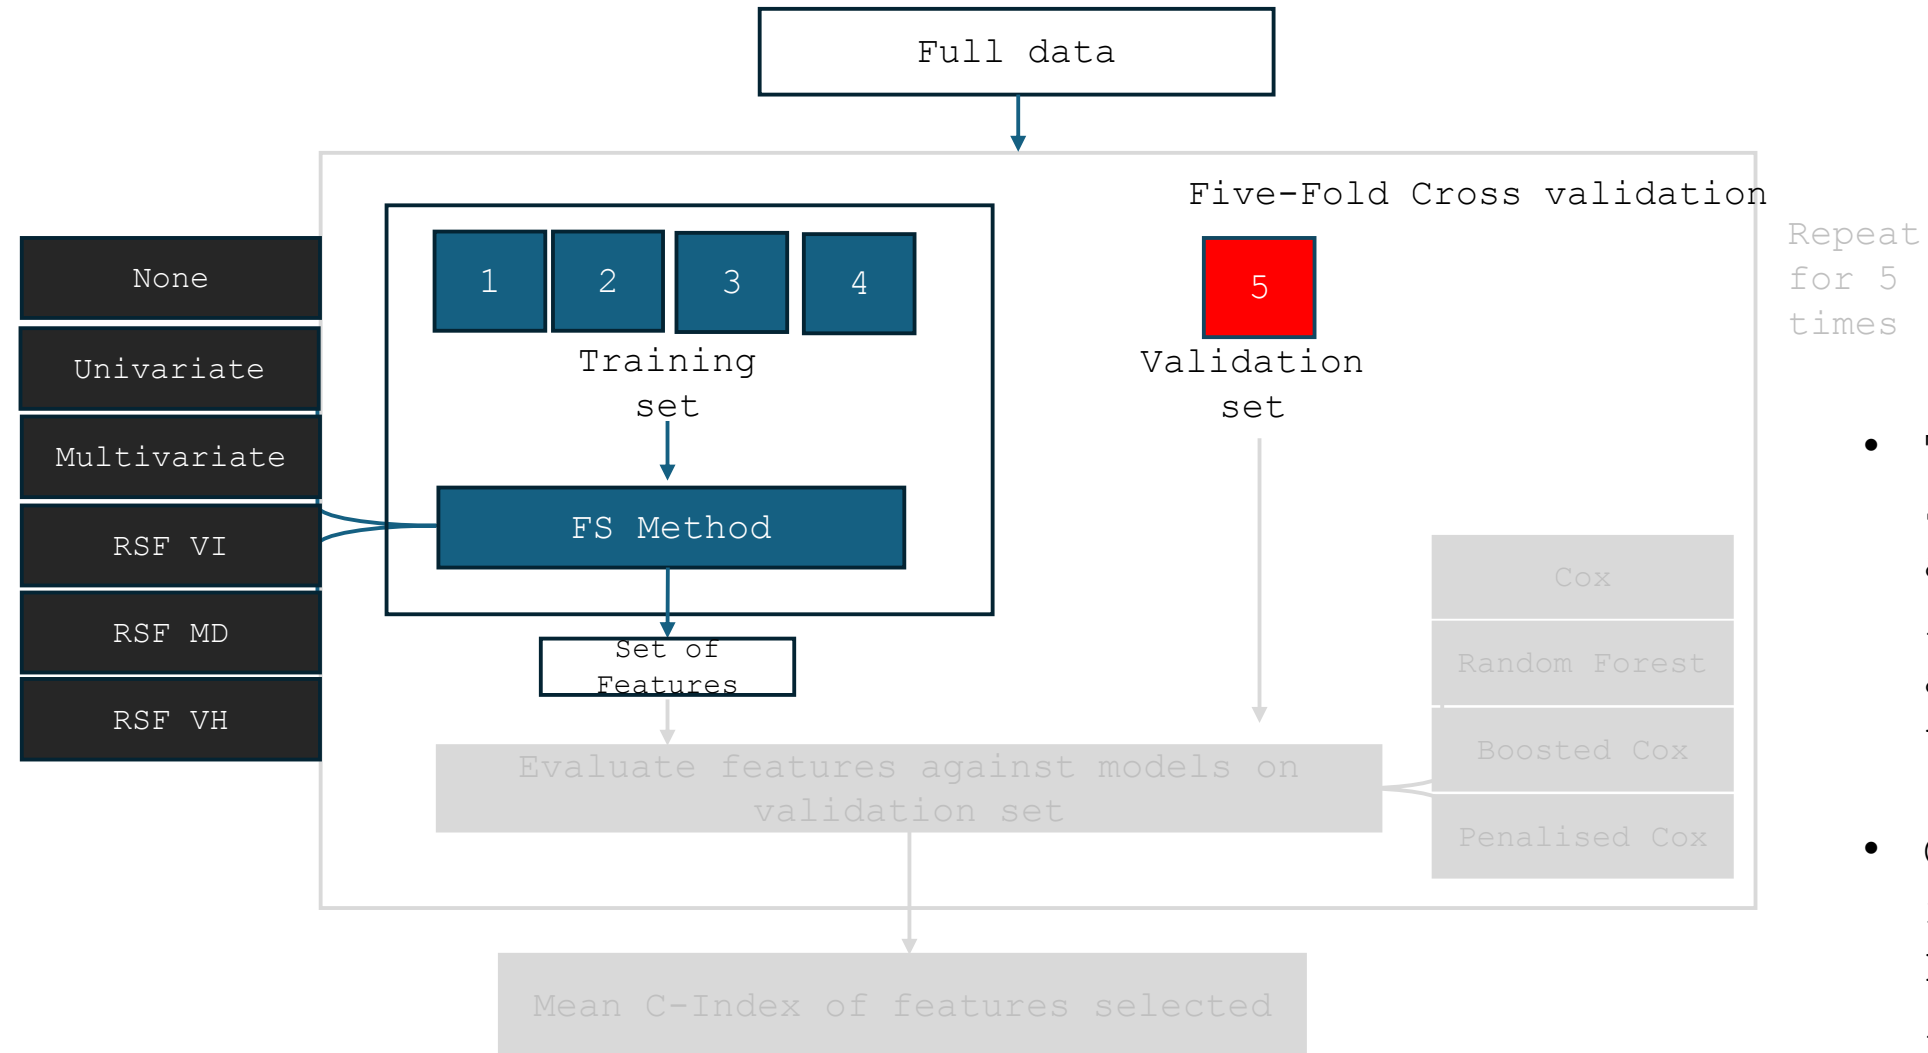 Full data
Five-Fold Cross validation
Repeat
for 5
times
None
Univariate
Multivariate
RSF VI
RSF MD
RSF VH
1
2
3
4
Training
set
5
Validation
set
FS Method
Set of
Features
Cox
Random Forest
Boosted Cox
Penalised Cox
Evaluate features against models on
validation set
Mean C-Index of features selected